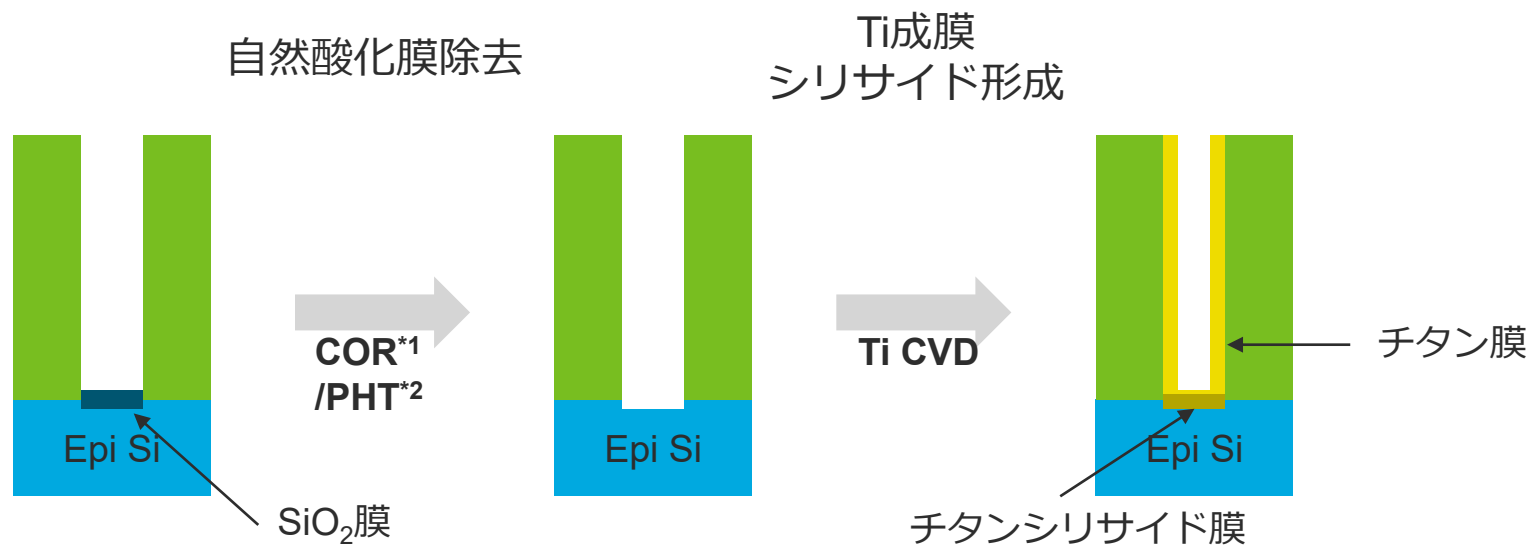 自然酸化膜除去
Ti成膜
シリサイド形成
COR*1
/PHT*2
Ti CVD
チタン膜
Epi Si
Epi Si
Epi Si
SiO2膜
チタンシリサイド膜